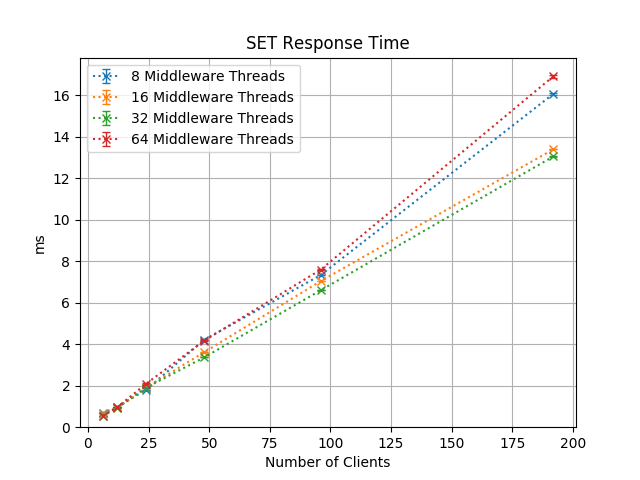 SET Response Time
8 Middleware Threads
16 Middleware Threads
32 Middleware Threads
64 Middleware Threads
ms
16
14
12
10
8
6
4
2
0
0 25 50 75 100 125 150 175 200
Number of Clients